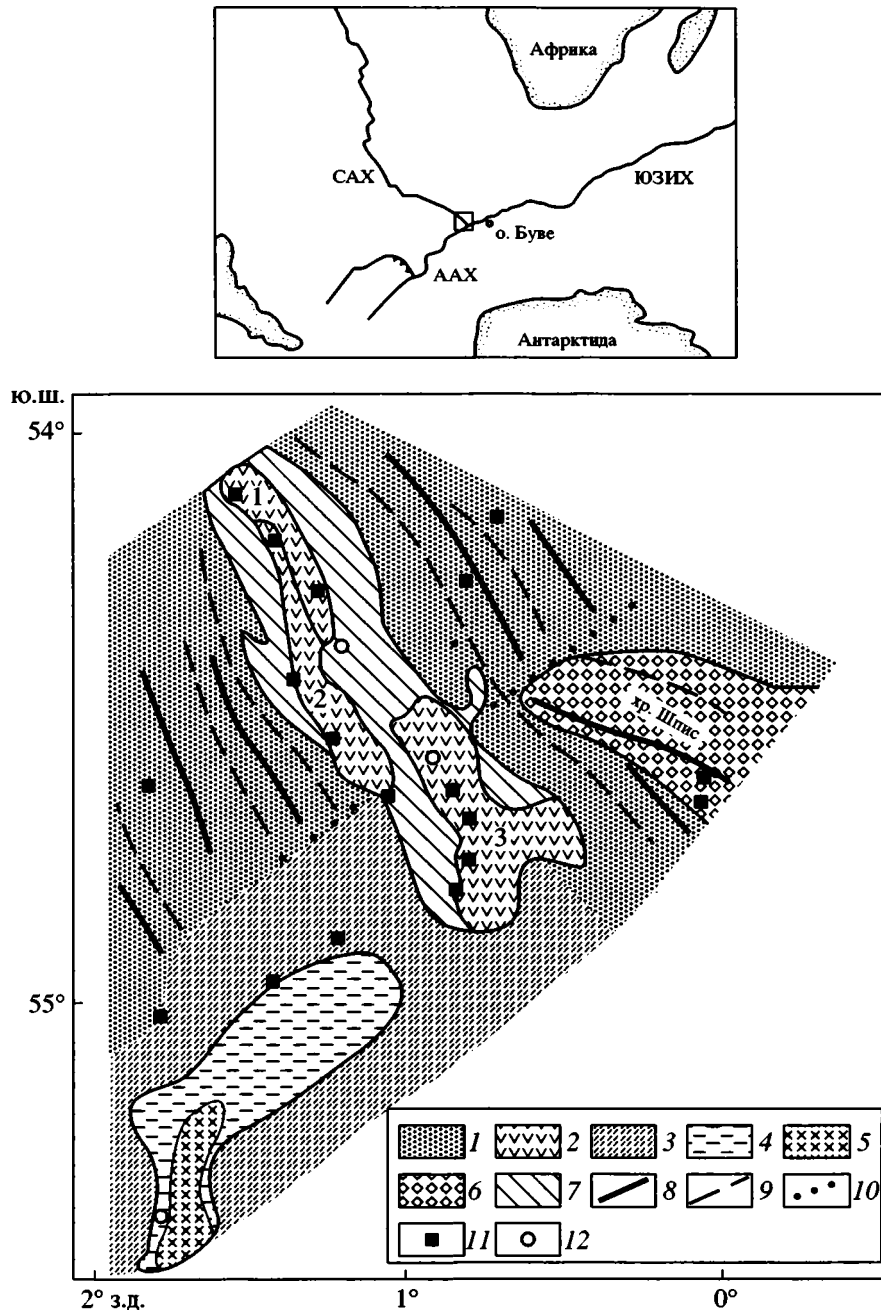 Африка
САХ
ЮЗИХ
о. Буве
ААХ
Антарктида
ю.ш.
54°
1
хр. Шпис
2
3
55°
1 2 3 4 5
6 7 8 9 10
11 12
2° з.д. 1° 0°